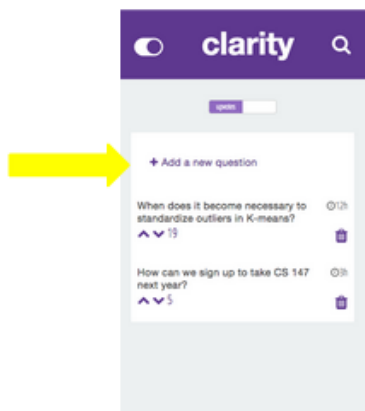 clarity
upvotes
+ Add a new question
When does it become necessary to 12h
standardize outliers in K-means?
19
How can we sign up to take CS 147 3h
next year?
5